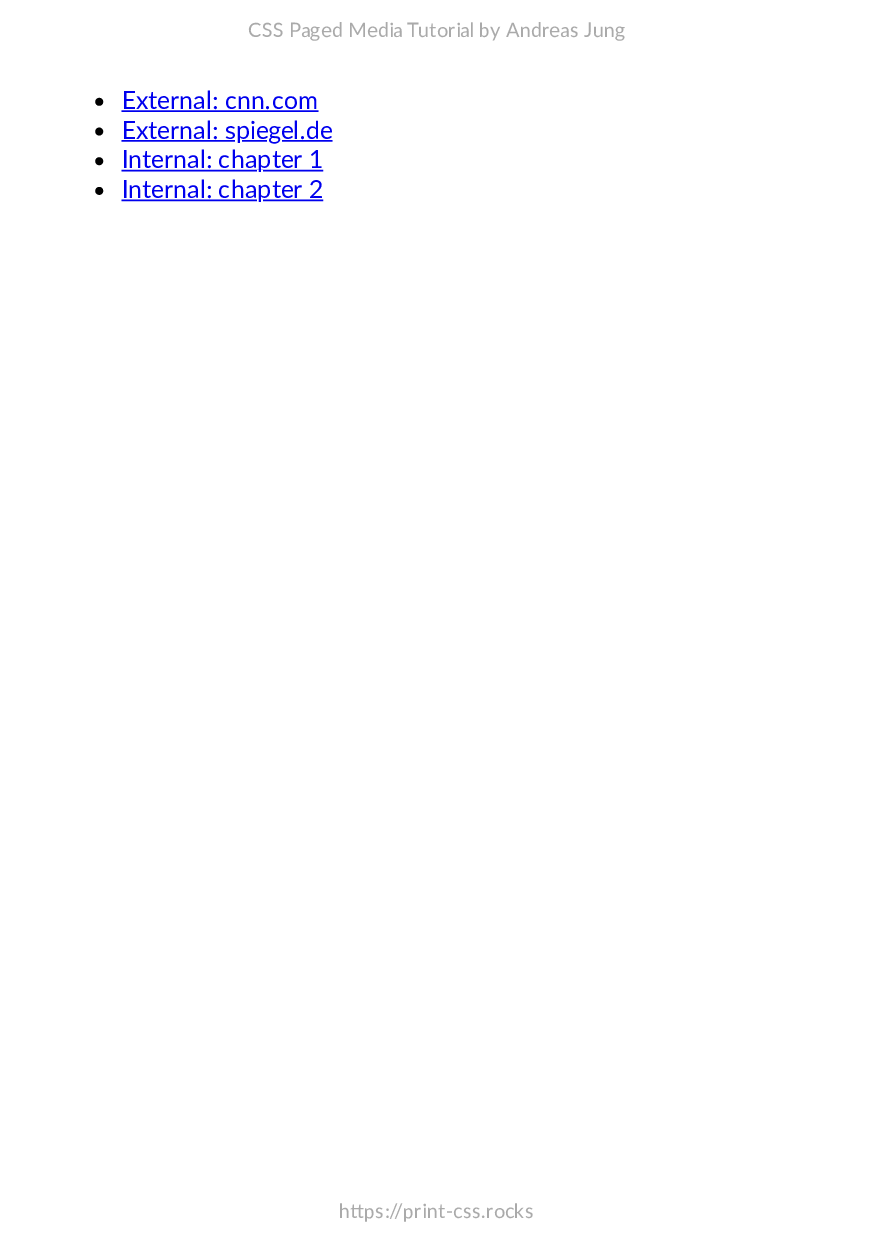 CSS Paged Media Tutorial by Andreas Jung
• External: cnn.com
• External: spiegel.de
• Internal: chapter 1
• Internal: chapter 2
https://print-css.rocks